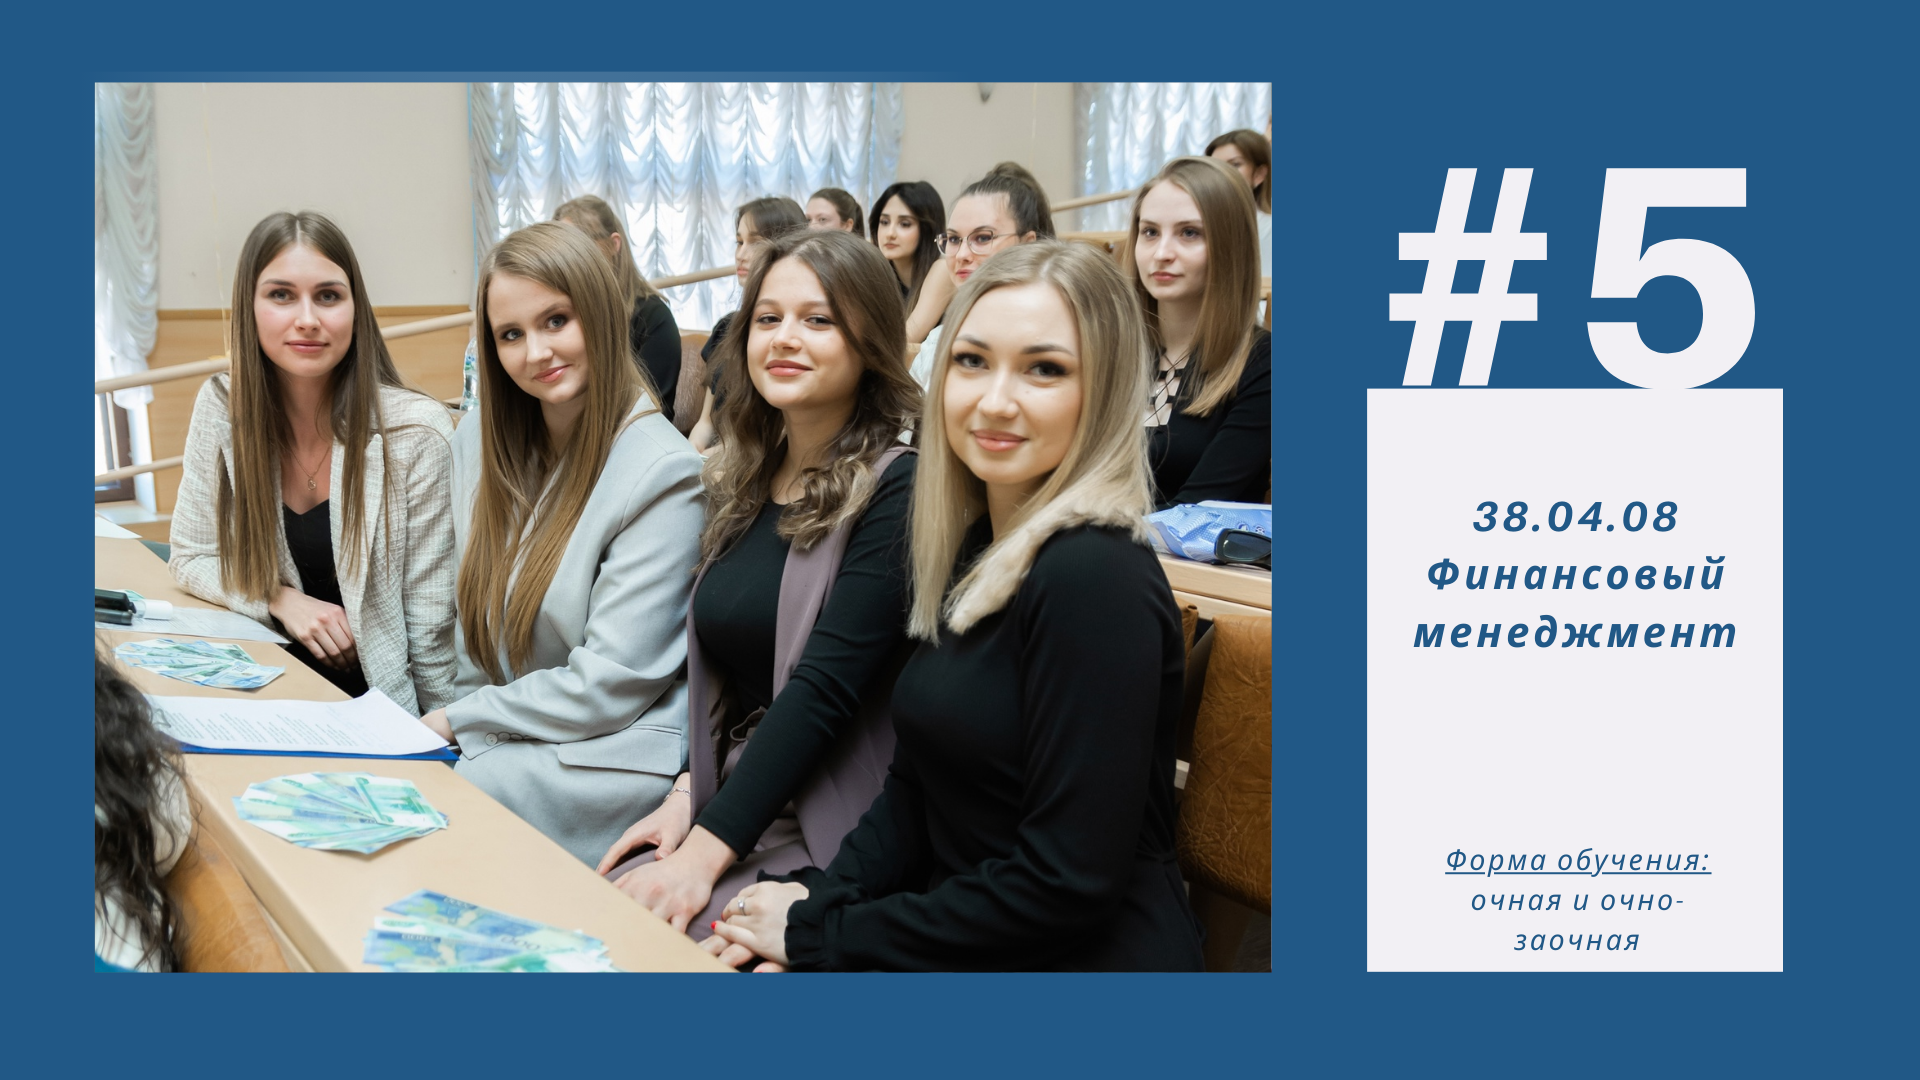 #5
38.04.08
Финансовый
менеджмент
Форма обучения:
очная и очно-
заочная